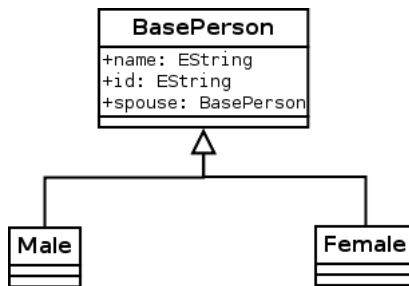 BasePerson
+name: EString
+id: EString
+spouse: BasePerson
Male
Female